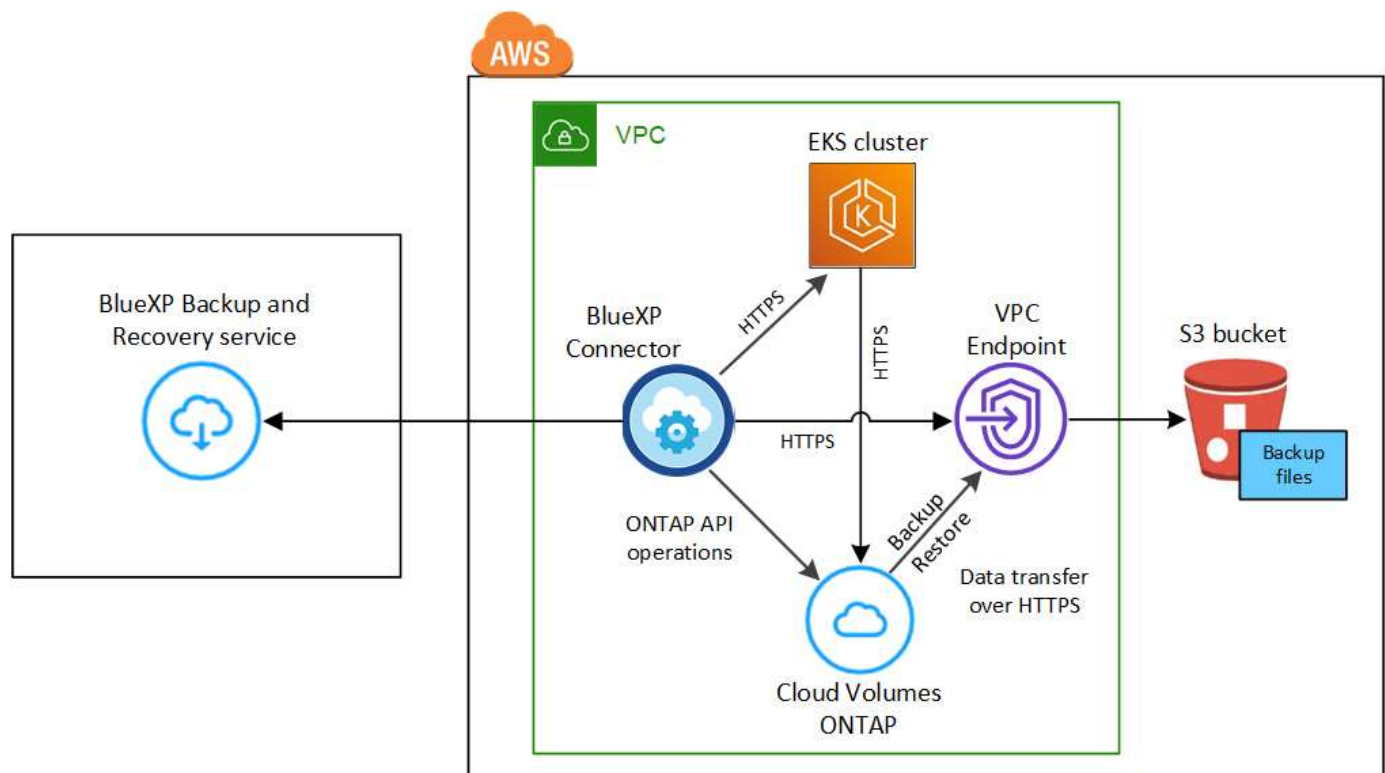 AWS
VPC
EKS cluster
K
BlueXP Backup and
Recovery service
BlueXP
Connector
HTTPS
HTTPS
VPC
Endpoint
S3 bucket
HTTPS
Backup
files
ONTAP API
operations
Backup
Restore
Data transfer
over HTTPS
Cloud Volumes
ONTAP